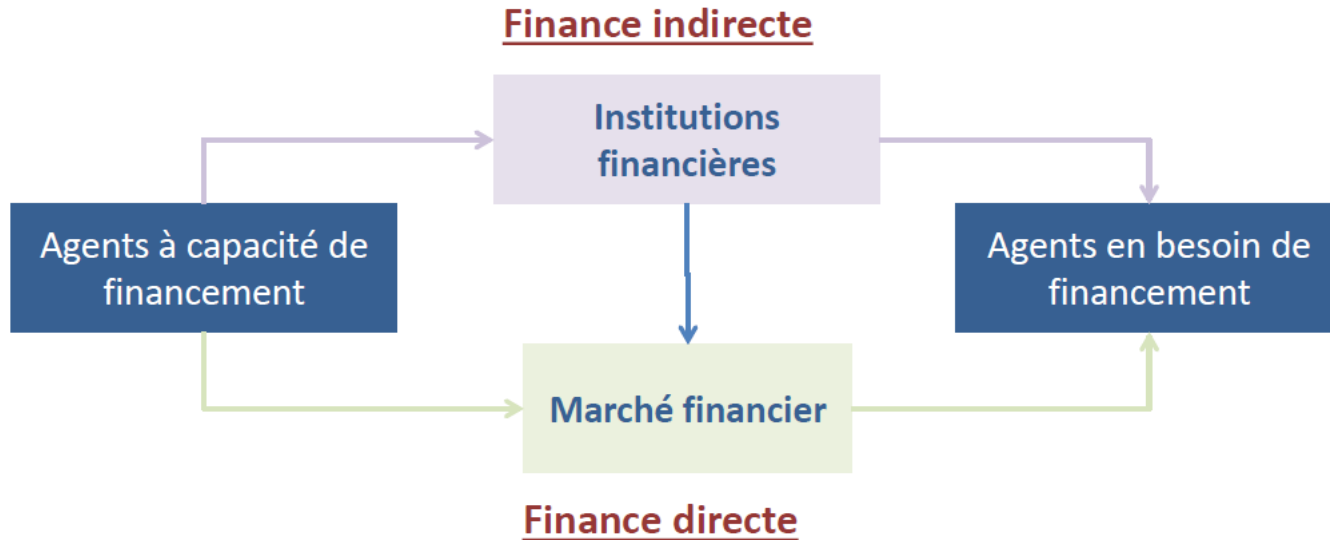 Finance indirecte
Institutions
financières
Agents à capacité de
financement
Agents en besoin de
financement
Marché financier
Finance directe